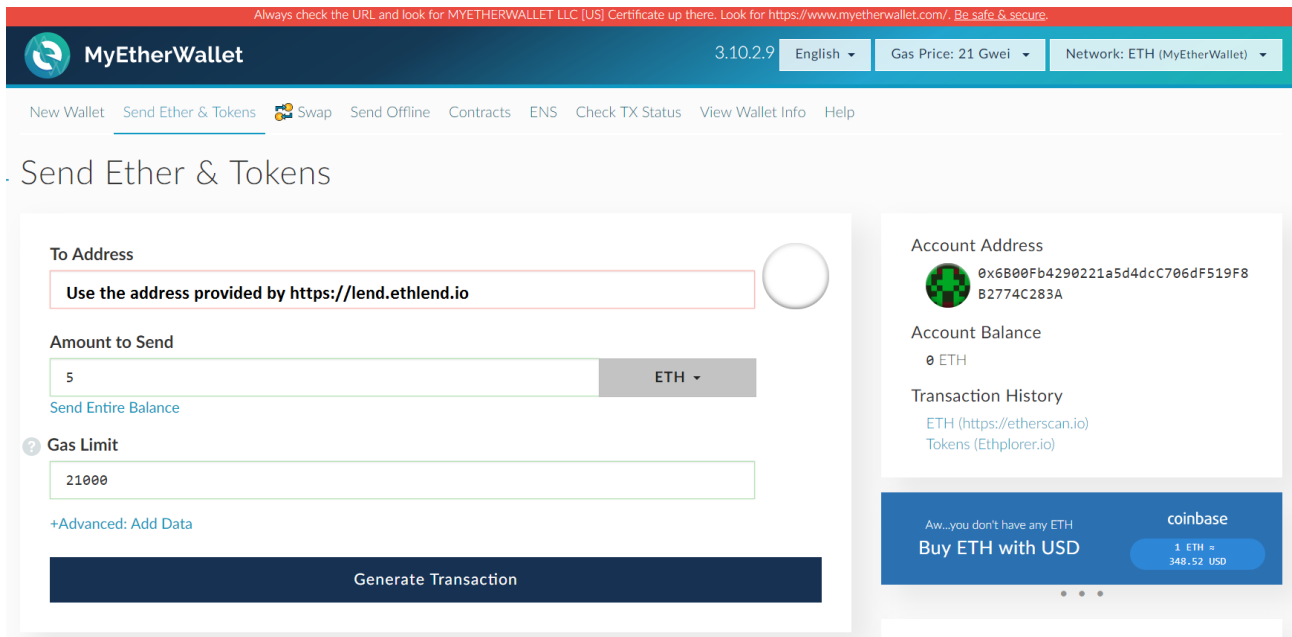 Always check the URL and look for MYETHERWALLET LLC [US] Certificate up there. Look for https://www.myetherwallet.com/. Be safe & secure.
MyEtherWallet
3.10.2.9
English
Gas Price: 21 Gwei
Network: ETH (MyEtherWallet)
New Wallet
Send Ether & Tokens
Swap
Send Offline
Contracts
ENS
Check TX Status
View Wallet Info
Help
Send Ether & Tokens
To Address
Use the address provided by https://lend.ethlend.io
Amount to Send
5
ETH
Send Entire Balance
? Gas Limit
21000
+Advanced: Add Data
Generate Transaction
Account Address
0x6B00Fb4290221a5d4dcC706dF519F8
B2774C283A
Account Balance
0 ETH
Transaction History
ETH (https://etherscan.io)
Tokens (Ethplorer.io)
Aw...you don't have any ETH
Buy ETH with USD
coinbase
1 ETH ≈
348.52 USD